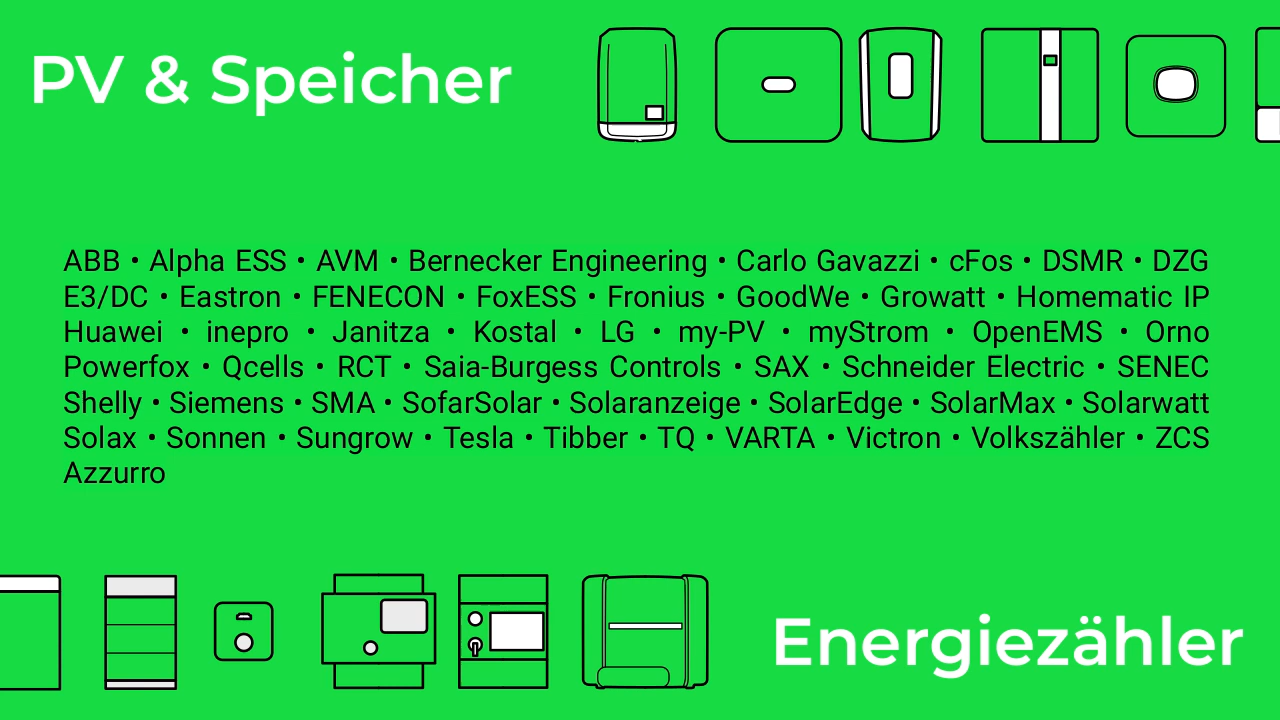 PV & Speicher
ABB • Alpha ESS • AVM • Bernecker Engineering • Carlo Gavazzi • cFos • DSMR • DZG
E3/DC • Eastron • FENECON • FoxESS • Fronius • GoodWe • Growatt • Homematic IP
Huawei • inepro • Janitza • Kostal • LG • my-PV • myStrom • OpenEMS • Orno
Powerfox • Qcells • RCT • Saia-Burgess Controls • SAX • Schneider Electric • SENEC
Shelly • Siemens • SMA • SofarSolar • Solaranzeige • SolarEdge • SolarMax • Solarwatt
Solax • Sonnen • Sungrow • Tesla • Tibber • TQ • VARTA • Victron • Volkszähler • ZCS
Azzurro
Energiezähler